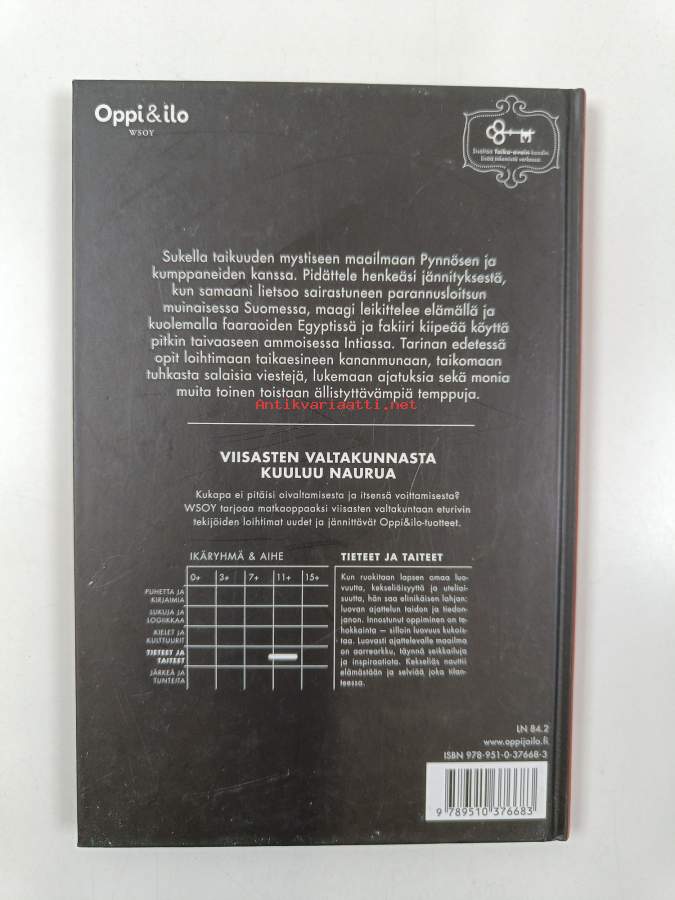 Oppi&ilo
WSOY
Sisältää Taika-avain koodin.
Lisää inkemistä verkossa.
Sukella taikuuden mystiseen maailmaan Pynnösen ja
kumppaneiden kanssa. Pidättele henkeäsi jännityksestä,
kun samaani lietsoo sairastuneen parannusloitsun
muinaisessa Suomessa, maagi leikittelee elämällä ja
kuolemalla faaraoiden Egyptissä ja fakiiri kiipeää köyttä
pitkin taivaaseen ammoisessa Intiassa. Tarinan edetessä
opit loihtimaan taikaesineen kananmunaan, taikomaan
tuhkasta salaisia viestejä, lukemaan ajatuksia sekä monia
muita toinen toistaan ällistyttävämpiä temppuja.
Antikvariaatti.net
VIISASTEN VALTAKUNNASTA
KUULUU NAURUA
Kukapa ei pitäisi oivaltamisesta ja itsensä voittamisesta?
WSOY tarjoaa matkaoppaaksi viisasten valtakuntaan eturivin
tekijöiden loihtimat uudet ja jännittävät Oppi&ilo-tuotteet.
IKÄRYHMÄ & AIHE
0+ 3+ 7+ 11+ 15+
PUHETTA JA
KIRJAIMIA
SUKUJA JA
LOGIIKKAA
KIELET JA
KULTTUURIT
TIETEET JA
TAITEET
JÄRKEÄ JA
TUNTEITA
TIETEET JA TAITEET
Kun ruokitaan lapsen omaa luo-
vuutta, kekseliäisyyttä ja uteliai-
suutta, hän saa elinikäisen lahjan:
luovan ajattelun taidon ja tiedon-
janon. Innostunut oppiminen on te-
hokkainta – silloin luovuus kukois-
taa. Luovasti ajattelevalle maailma
on aarrearkku, täynnä seikkailuja
ja inspiraatiota. Kekseliäs nauttii
elämästään ja selviää joka tilan-
teessa.
LN 84.2
www.oppijailo.fi
ISBN 978-951-0-37668-3
9 789510 376683